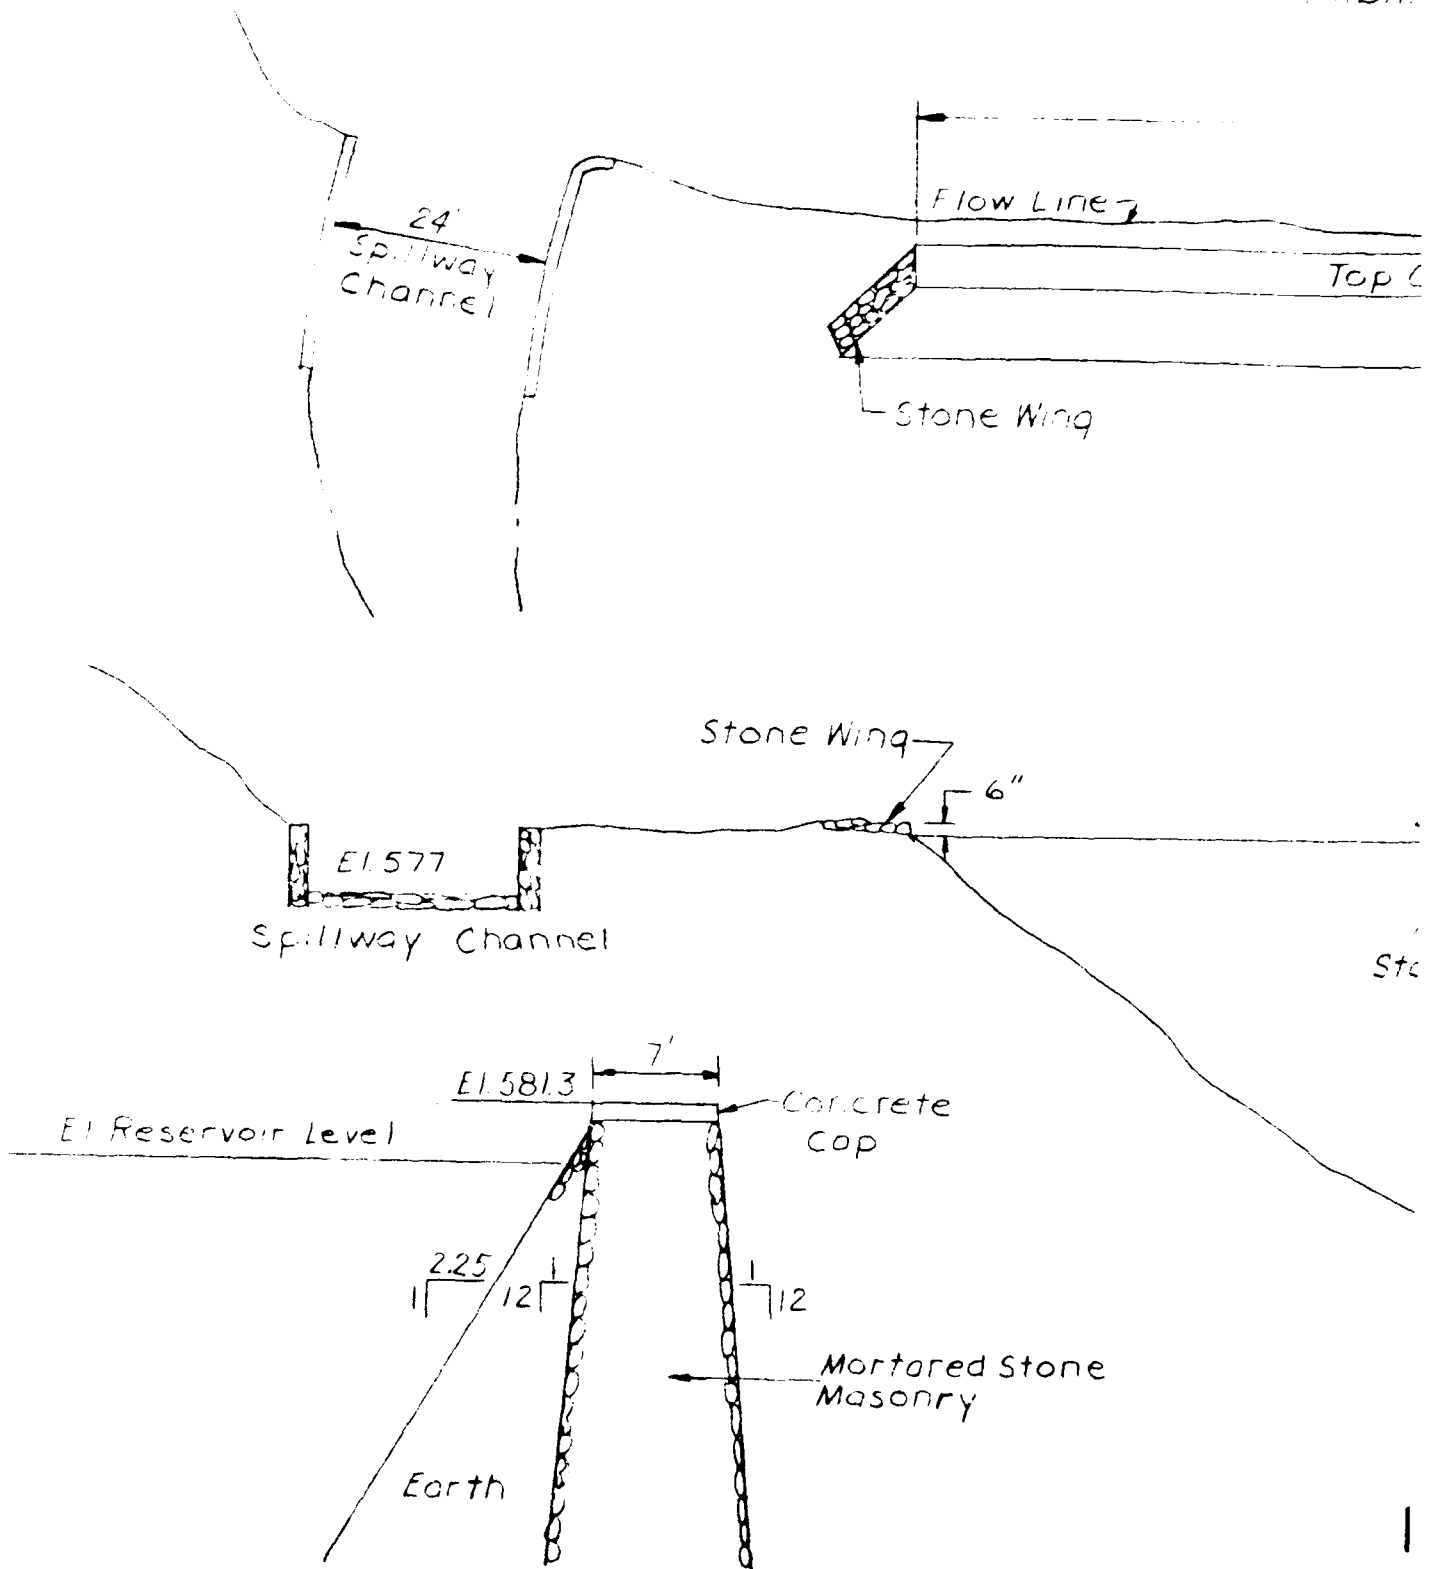 24'
Spillway
Channel
Flow Line
Top
Stone Wing
Stone Wing
6"
El. 577
Spillway Channel
7'
El. 581.3
Concrete
Cap
El Reservoir Level
2.25
1
1
12
1
12
Mortared Stone
Masonry
Earth